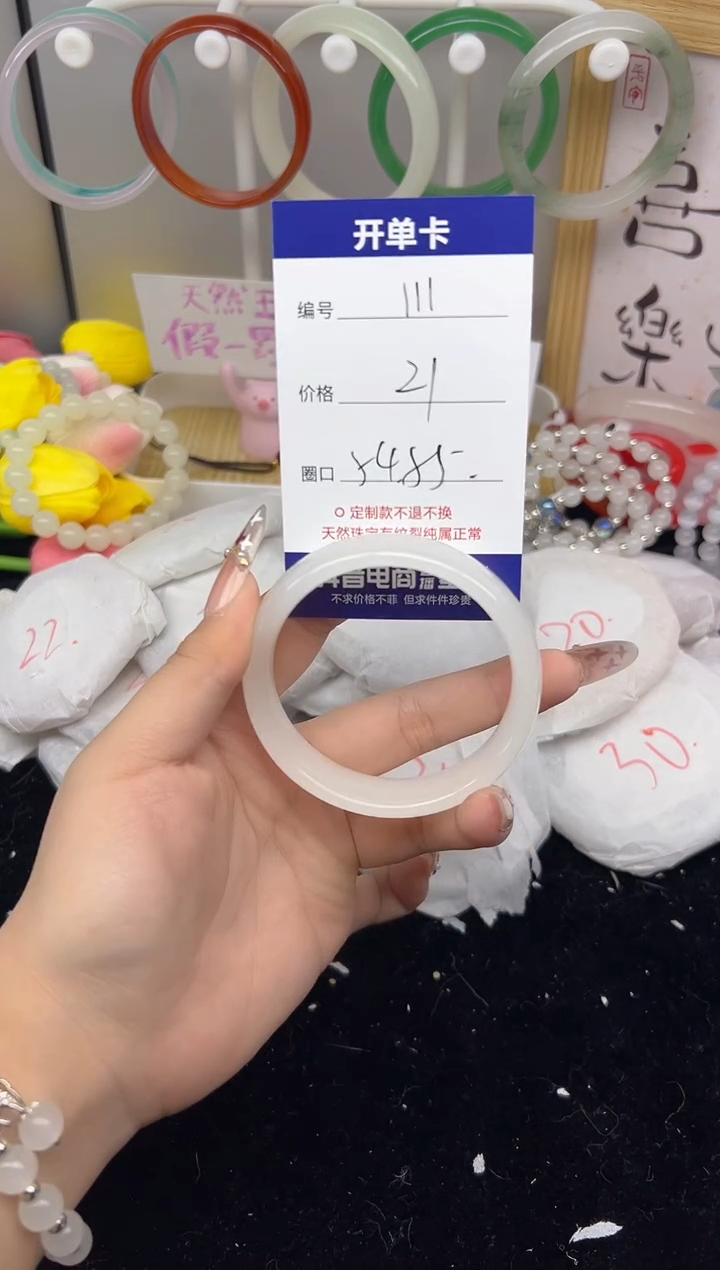 开单卡
编号 111
价格 21
圈口
定制款不退不换
天然珠宝有纹裂纯属正常
抖音电商
不求价格不菲 但求件件珍贵
天然玉
假一
22.
20.
30.
喜
樂